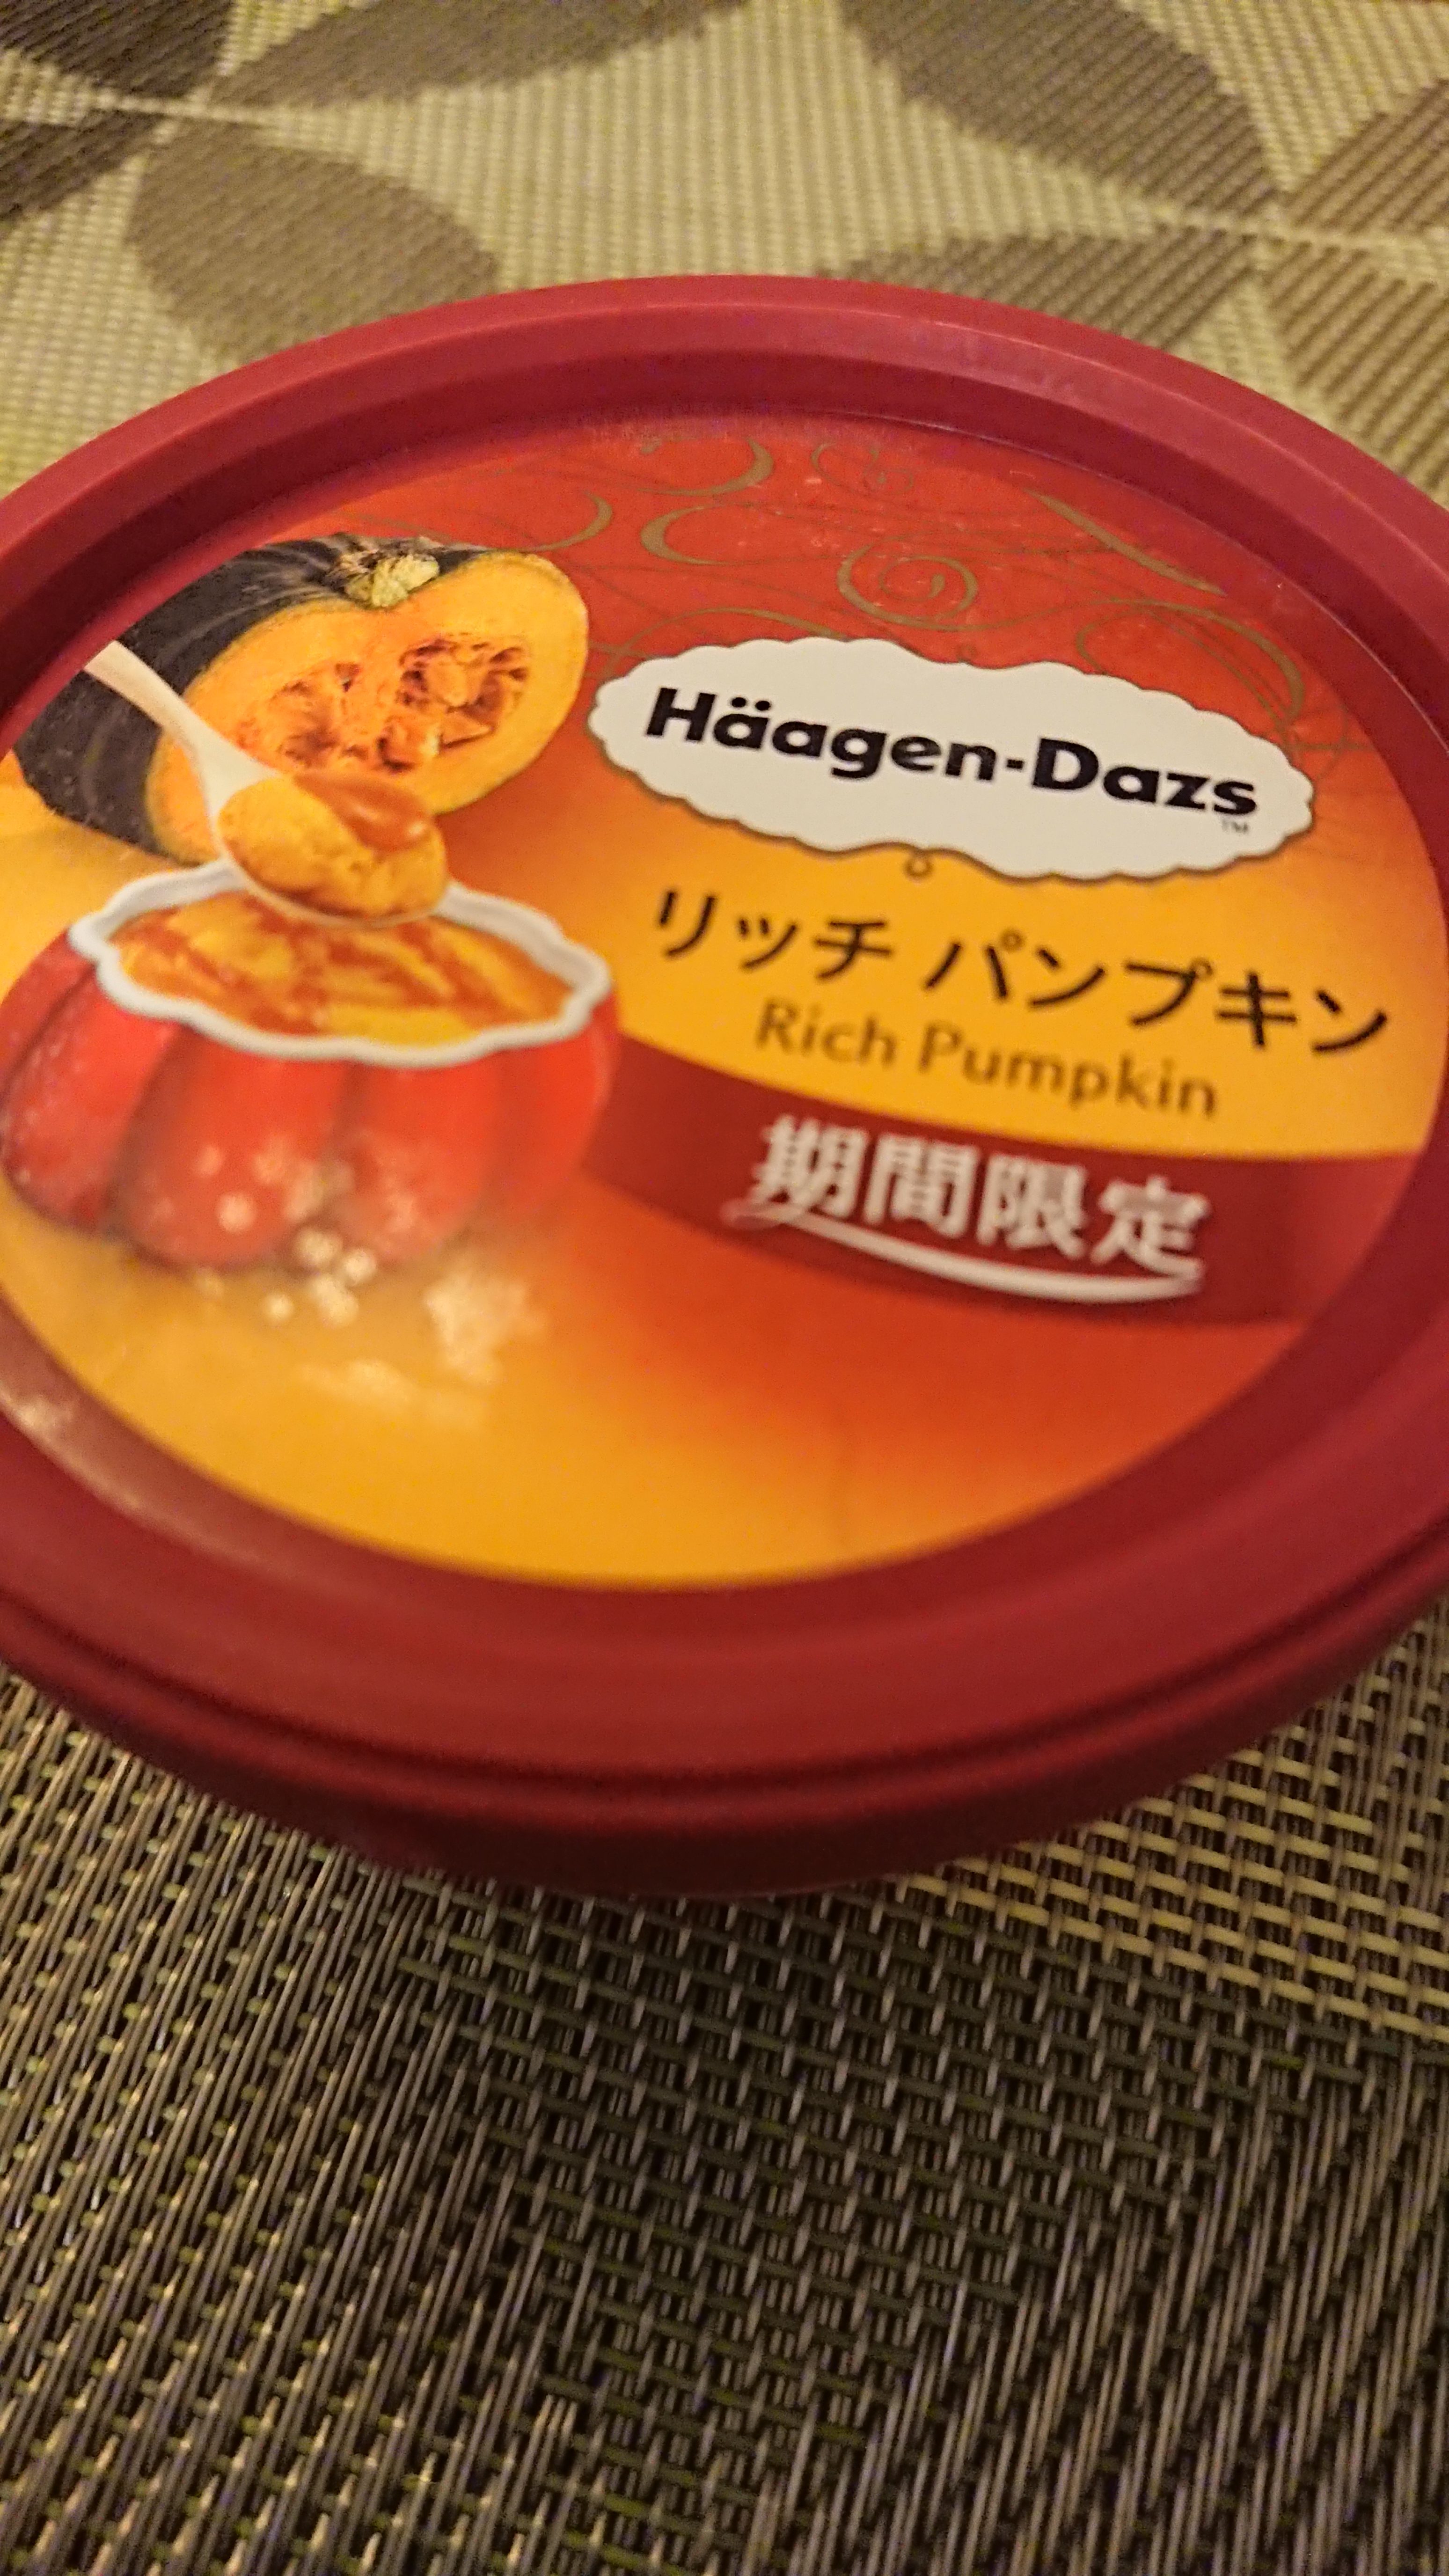 Häagen-Dazs
TM
リッチ パンプキン
Rich Pumpkin
期間限定